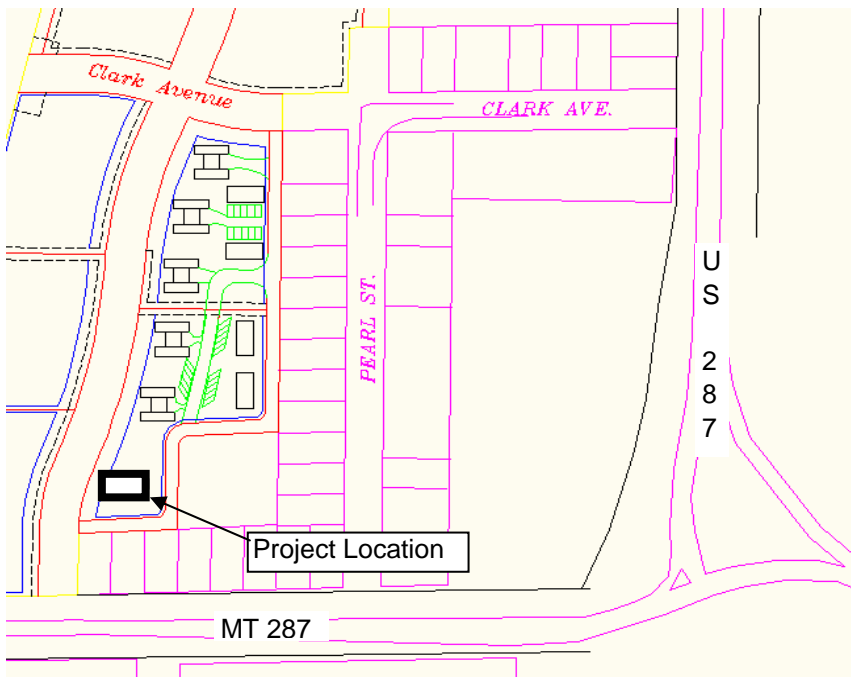 Clark Avenue
CLARK AVE.
PEARL ST.
U
S
2
8
7
Project Location
MT 287